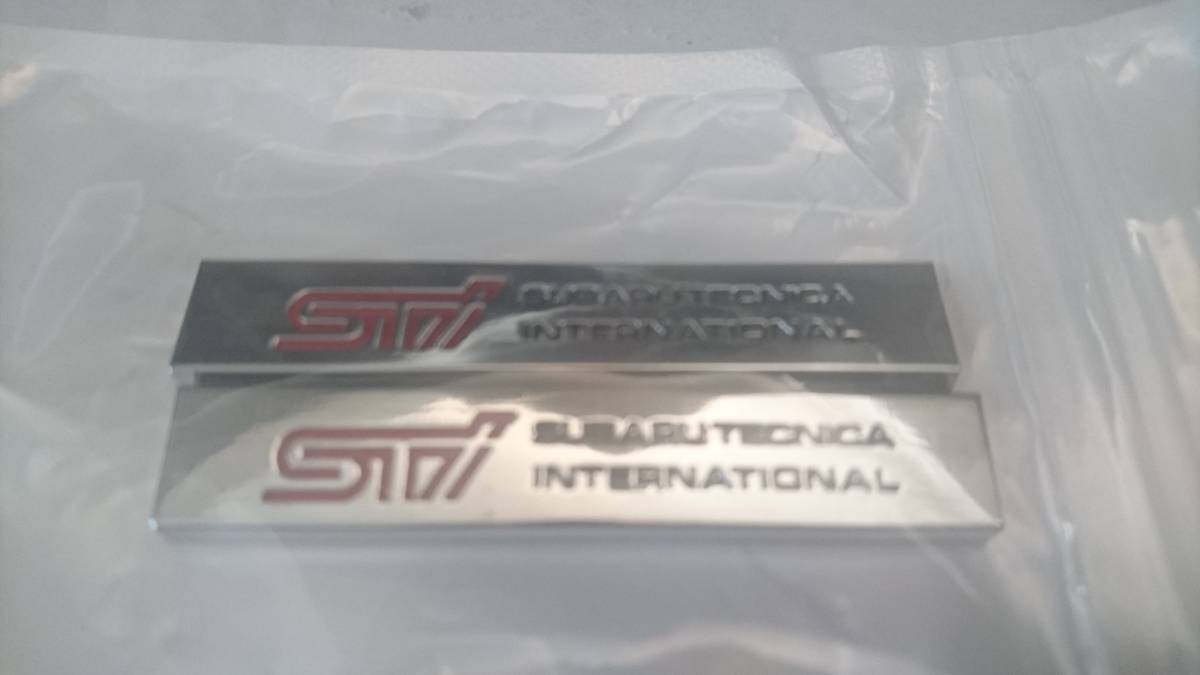 STi SUBARU TECNICA
INTERNATIONAL
STi SUBARU TECNICA
INTERNATIONAL